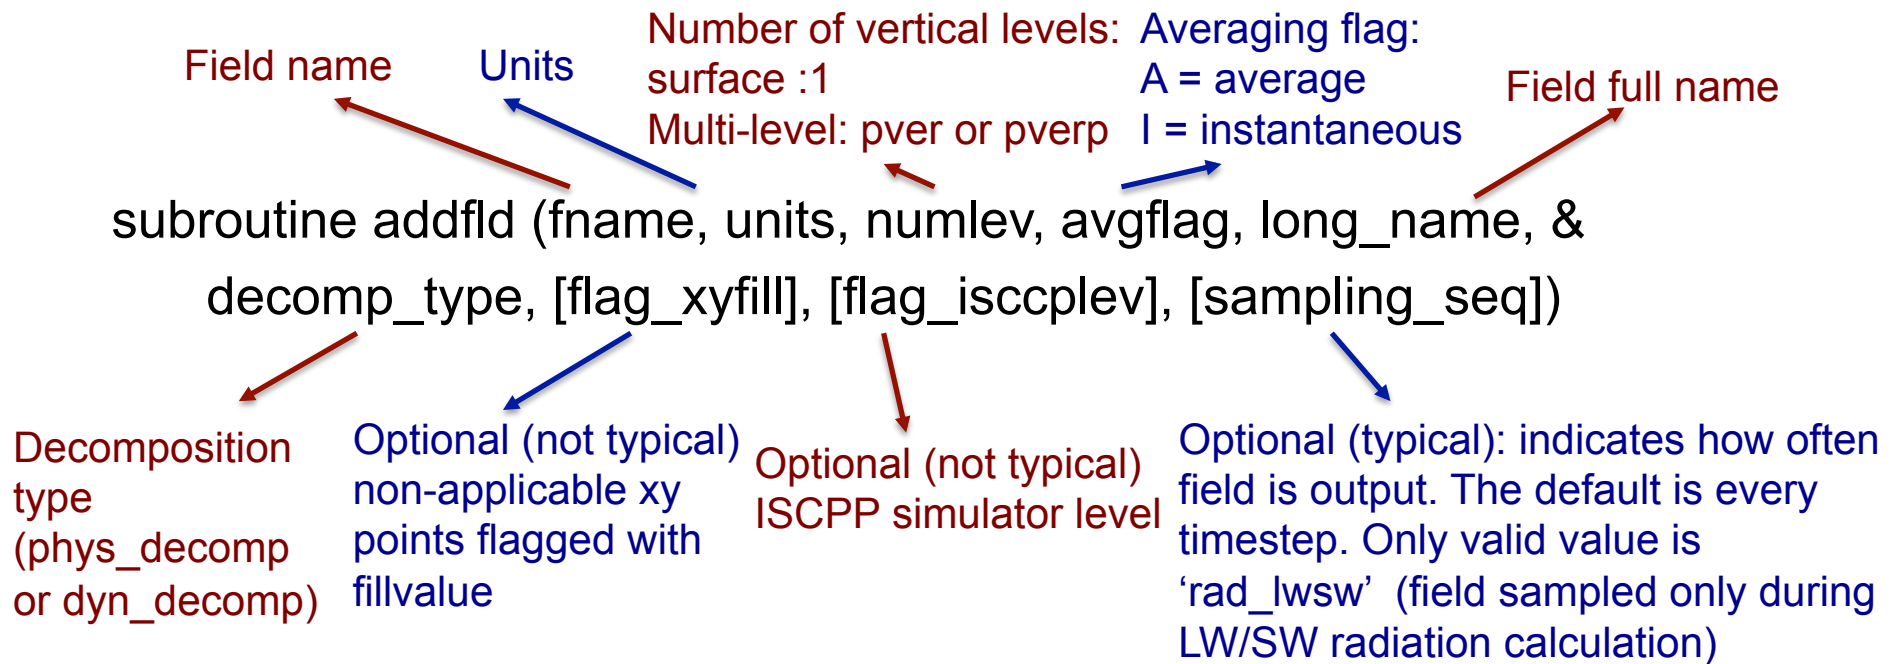 Field name
Units
Number of vertical levels:
surface :1
Multi-level: pver or pverp
Averaging flag:
A = average
I = instantaneous
Field full name
subroutine addfld (fname, units, numlev, avgflag, long_name, &
decomp_type, [flag_xyfill], [flag_isccplev], [sampling_seq])
Decomposition
type
(phys_decomp
or dyn_decomp)
Optional (not typical)
non-applicable xy
points flagged with
fillvalue
Optional (not typical)
ISCPP simulator level
Optional (typical): indicates how often
field is output. The default is every
timestep. Only valid value is
‘rad_lwsw’ (field sampled only during
LW/SW radiation calculation)